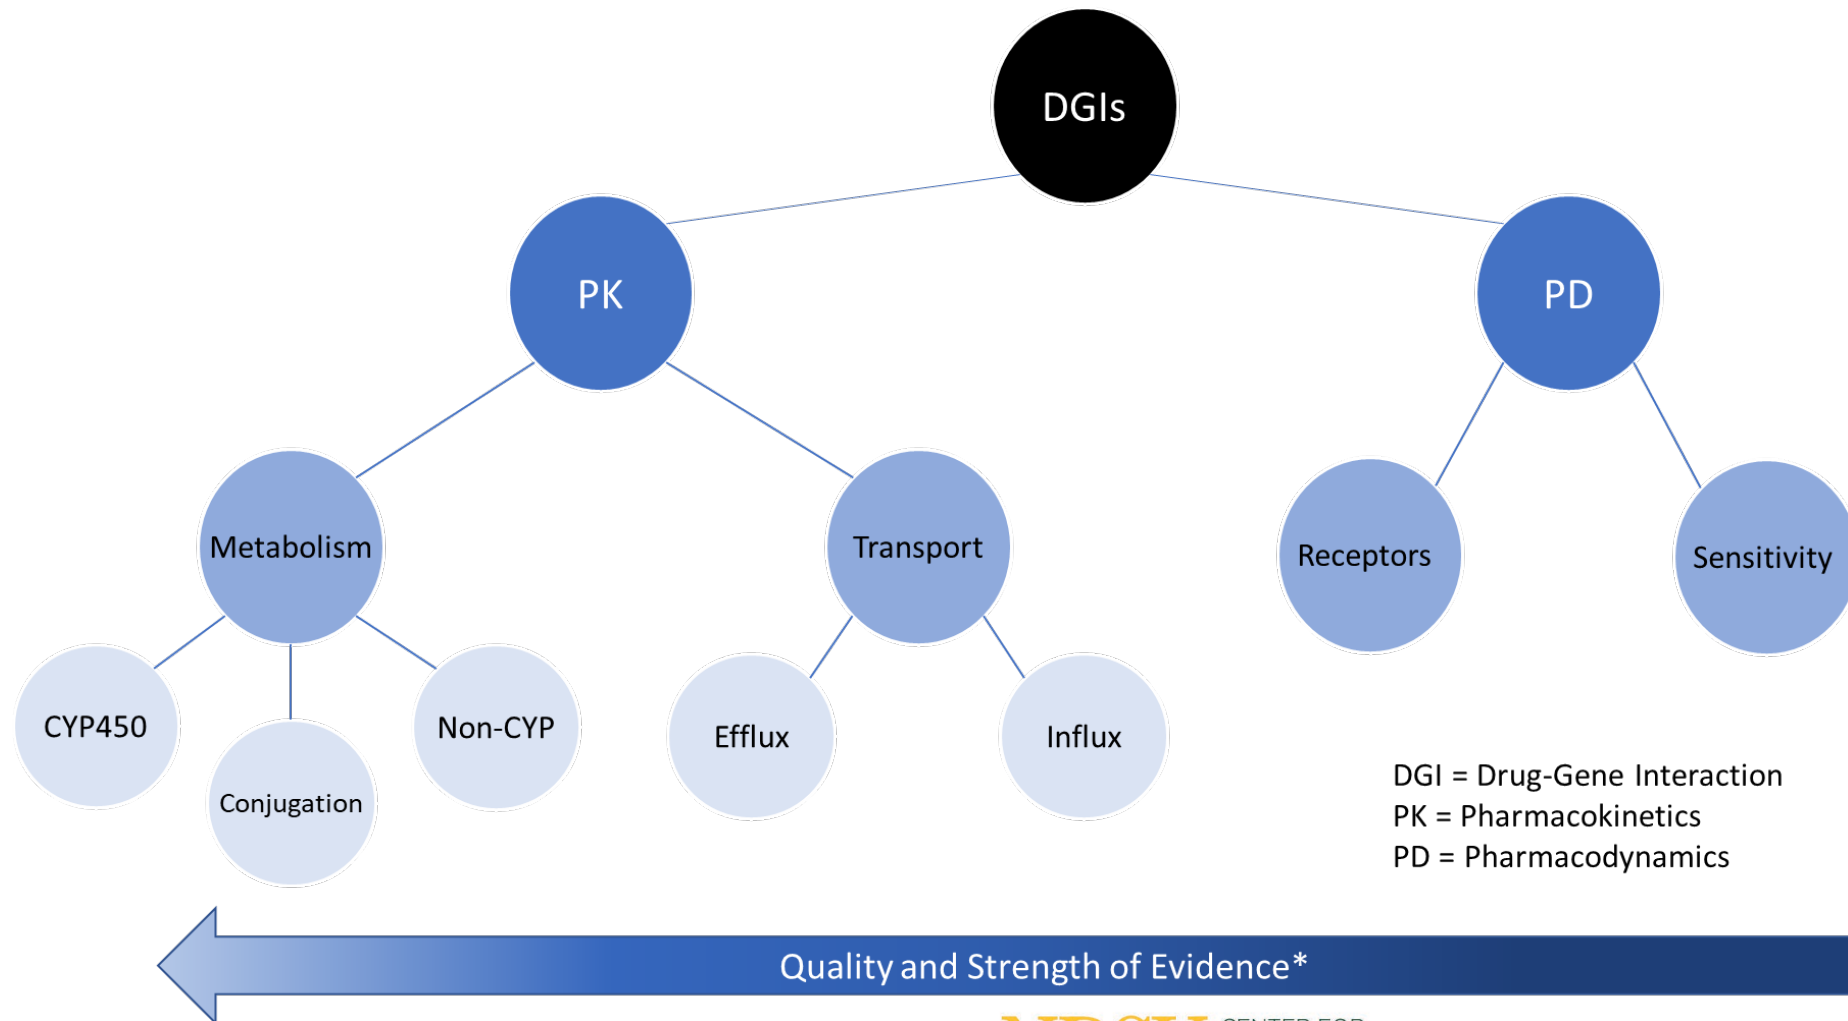 DGIs
PK
PD
Metabolism
Transport
Receptors
Sensitivity
CYP450
Conjugation
Non-CYP
Efflux
Influx
DGI = Drug-Gene Interaction
PK = Pharmacokinetics
PD = Pharmacodynamics
Quality and Strength of Evidence*